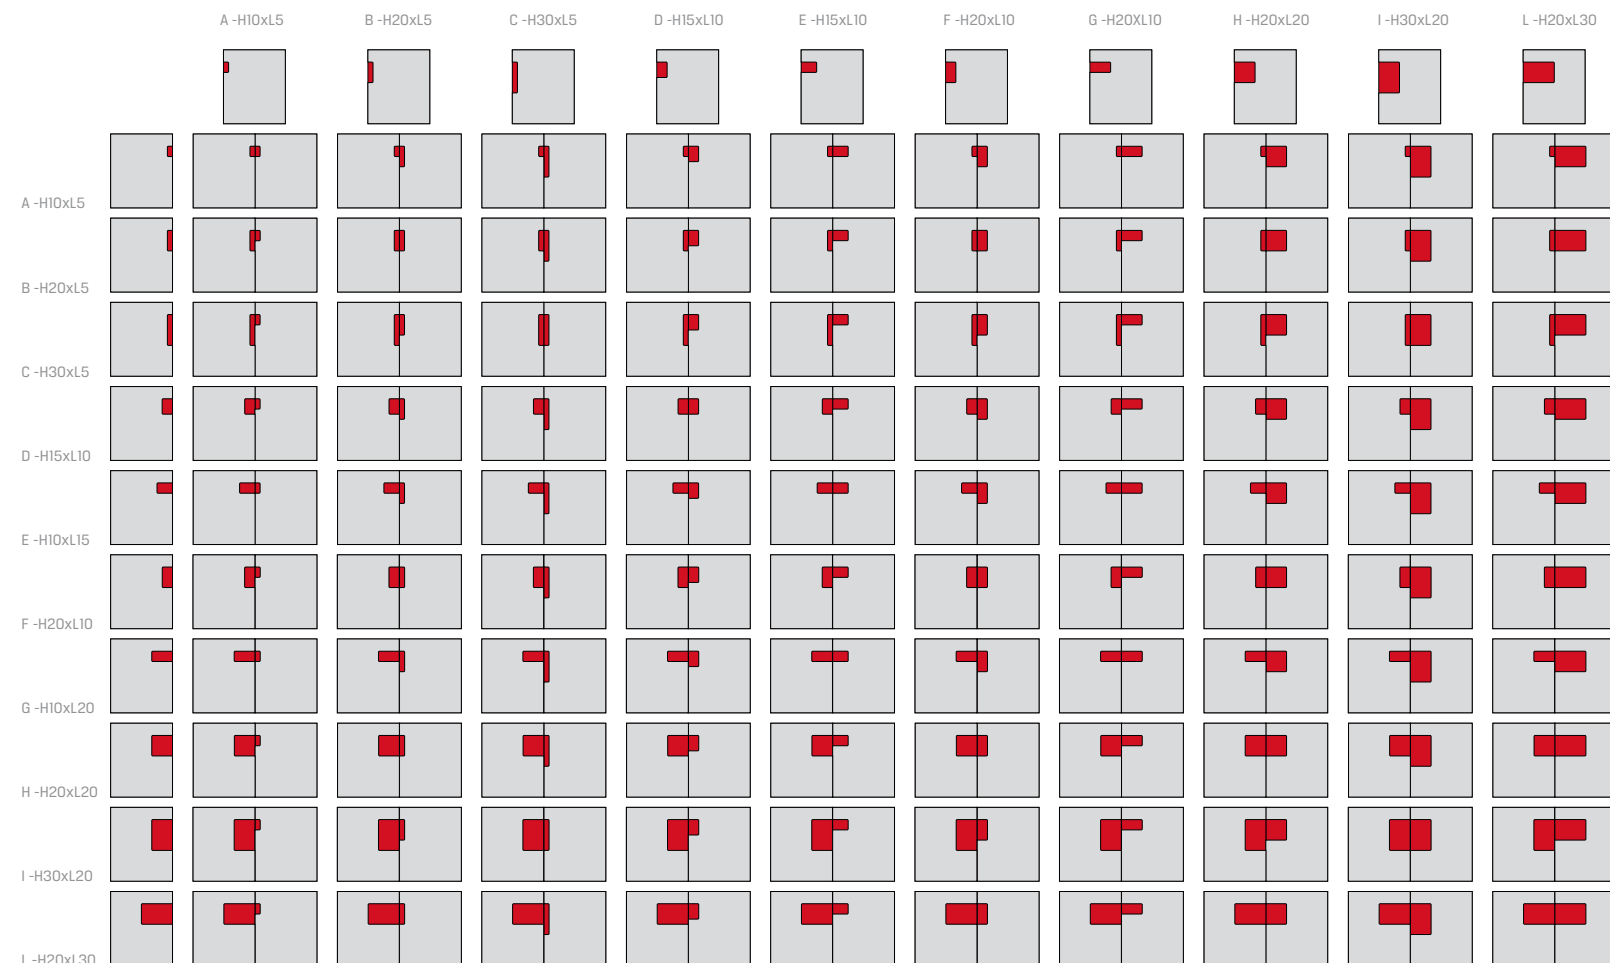 A -H10xL5 B -H20xL5 C -H30xL5 D -H15xL10 E -H15xL10 F -H20xL10 G -H20XL10 H -H20xL20 I -H30xL20 L -H20xL30
A -H10xL5
B -H20xL5
C -H30xL5
D -H15xL10
E -H10xL15
F -H20xL10
G -H10xL20
H -H20xL20
I -H30xL20
L -H20xL30